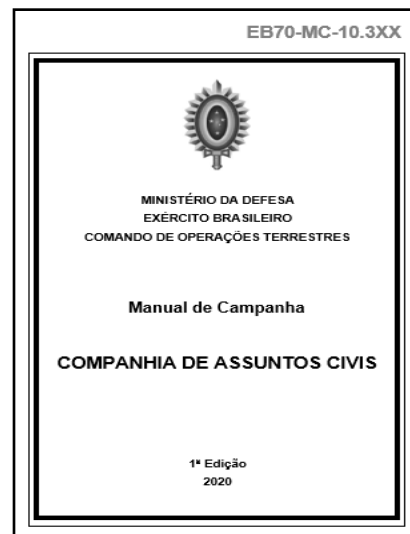 EB70-MC-10.3XX
MINISTÉRIO DA DEFESA
EXÉRCITO BRASILEIRO
COMANDO DE OPERAÇÕES TERRESTRES
Manual de Campanha
COMPANHIA DE ASSUNTOS CIVIS
1ª Edição
2020